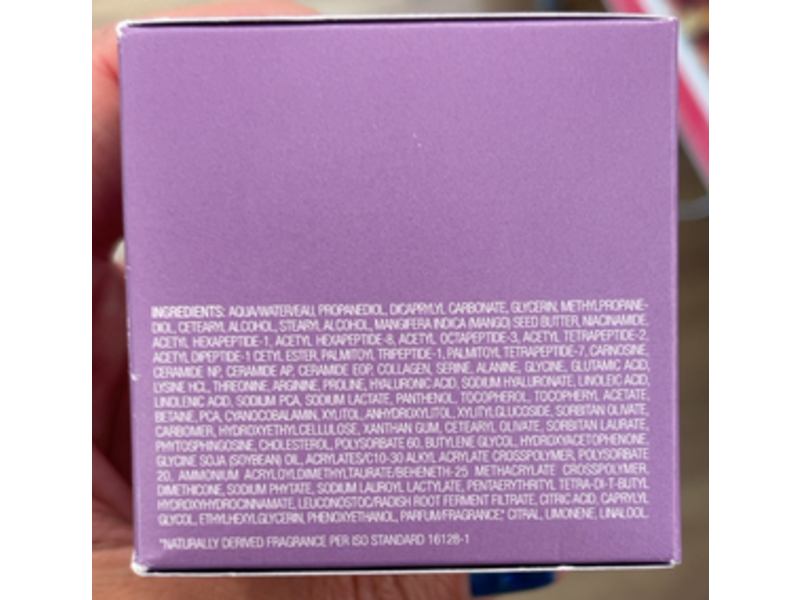 INGREDIENTS: AQUA/WATER/EAU, PROPANEDIOL, DICAPRYLYL CARBONATE, GLYCERIN, METHYLPROPANE-
DIOL, CETEARYL ALCOHOL, STEARYL ALCOHOL, MANGIFERA INDICA (MANGO) SEED BUTTER, NIACINAMIDE,
ACETYL HEXAPEPTIDE-1, ACETYL HEXAPEPTIDE-8, ACETYL OCTAPEPTIDE-3, ACETYL TETRAPEPTIDE-2,
ACETYL DIPEPTIDE-1 CETYL ESTER, PALMITOYL TRIPEPTIDE-1, PALMITOYL TETRAPEPTIDE-7, CARNOSINE,
CERAMIDE NP, CERAMIDE AP, CERAMIDE EOP, COLLAGEN, SERINE, ALANINE, GLYCINE, GLUTAMIC ACID,
LYSINE HCL, THREONINE, ARGININE, PROLINE, HYALURONIC ACID, SODIUM HYALURONATE, LINOLEIC ACID,
LINOLENIC ACID, SODIUM PCA, SODIUM LACTATE, PANTHENOL, TOCOPHEROL, TOCOPHERYL ACETATE,
BETAINE, PCA, CYANOCOBALAMIN, XYLITOL, ANHYDROXYLITOL, XYLITYLGLUCOSIDE, SORBITAN OLIVATE,
CARBOMER, HYDROXYETHYLCELLULOSE, XANTHAN GUM, CETEARYL OLIVATE, SORBITAN LAURATE,
PHYTOSPHINGOSINE, CHOLESTEROL, POLYSORBATE 60, BUTYLENE GLYCOL, HYDROXYACETOPHENONE,
GLYCINE SOJA (SOYBEAN) OIL, ACRYLATES/C10-30 ALKYL ACRYLATE CROSSPOLYMER, POLYSORBATE
20, AMMONIUM ACRYLOYLDIMETHYLTAURATE/BEHENETH-25 METHACRYLATE CROSSPOLYMER,
DIMETHICONE, SODIUM PHYTATE, SODIUM LAUROYL LACTYLATE, PENTAERYTHRITYL TETRA-DI-T-BUTYL
HYDROXYHYDROCINNAMATE, LEUCONOSTOC/RADISH ROOT FERMENT FILTRATE, CITRIC ACID, CAPRYLYL
GLYCOL, ETHYLHEXYLGLYCERIN, PHENOXYETHANOL, PARFUM/FRAGRANCE,* CITRAL, LIMONENE, LINALOOL.
*NATURALLY DERIVED FRAGRANCE PER ISO STANDARD 16128-1